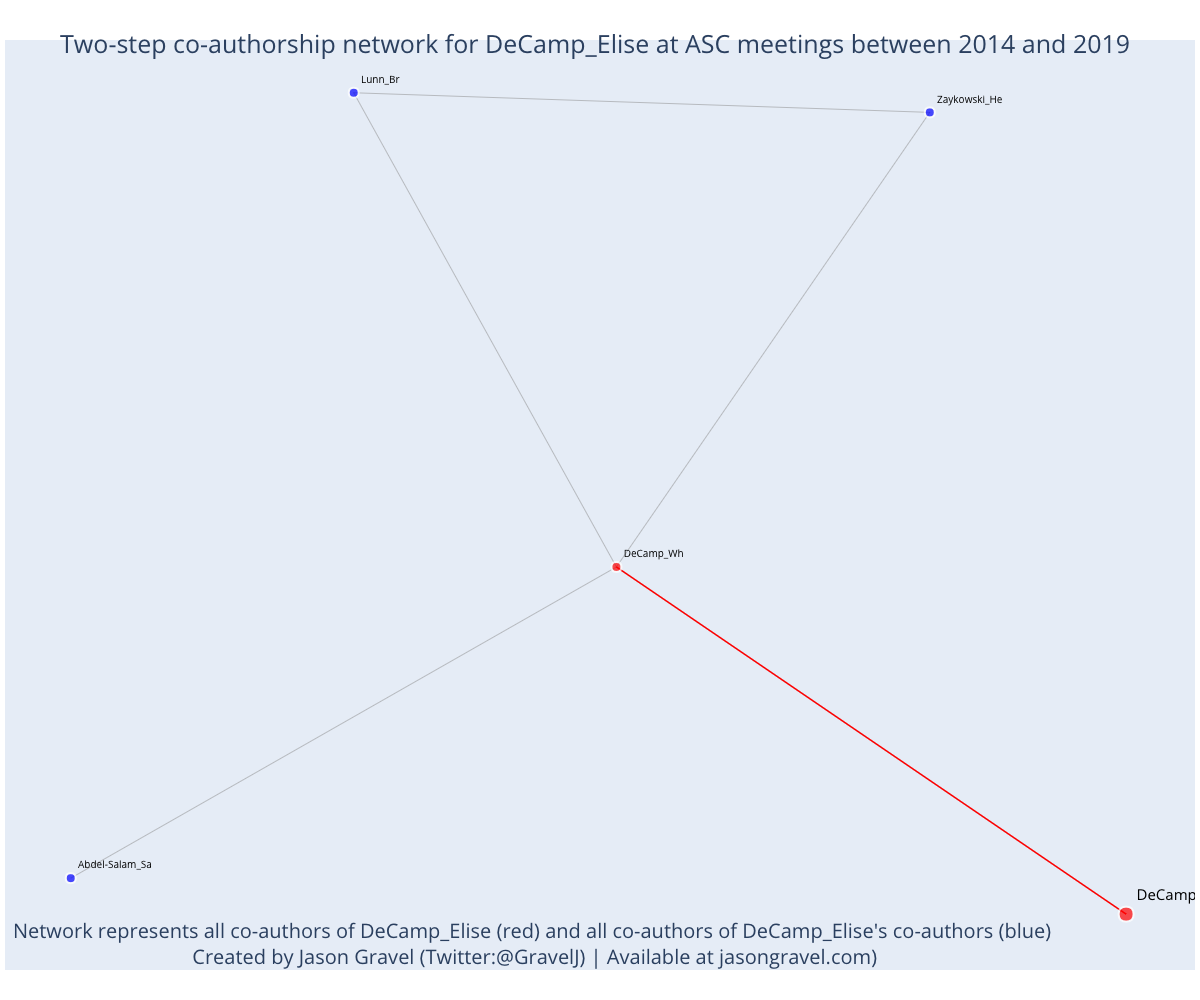 Two-step co-authorship network for DeCamp_Elise at ASC meetings between 2014 and 2019
Lunn_Br
Zaykowski_He
DeCamp_Wh
Abdel-Salam_Sa
DeCamp
Network represents all co-authors of DeCamp_Elise (red) and all co-authors of DeCamp_Elise's co-authors (blue)
Created by Jason Gravel (Twitter:@GravelJ) | Available at jasongravel.com)